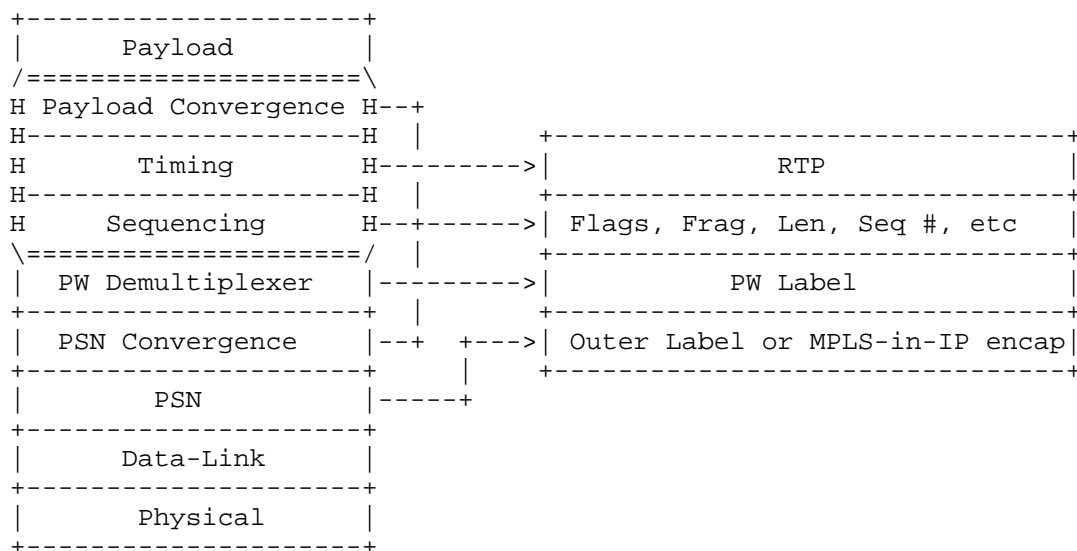 Payload
Payload Convergence
Timing RTP
Sequencing Flags, Frag, Len, Seq #, etc
PW Demultiplexer PW Label
PSN Convergence Outer Label or MPLS-in-IP encap
PSN
Data-Link
Physical